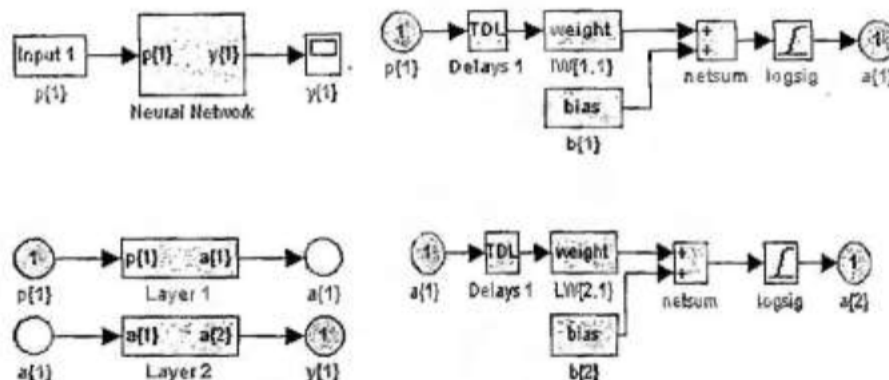 Input 1
p{1}
p{1} y{1}
Neural Network
y{1}
1
p{1}
TDL
Delays 1
weight
IW{1,1}
bias
b{1}
+
+
netsum
logsig
1
a{1}
1
p{1}
p{1} a{1}
Layer 1
a{1}
a{1}
a{1} a{2}
Layer 2
1
y{1}
1
a{1}
TDL
Delays 1
weight
LW{2,1}
bias
b{2}
+
+
netsum
logsig
1
a{2}